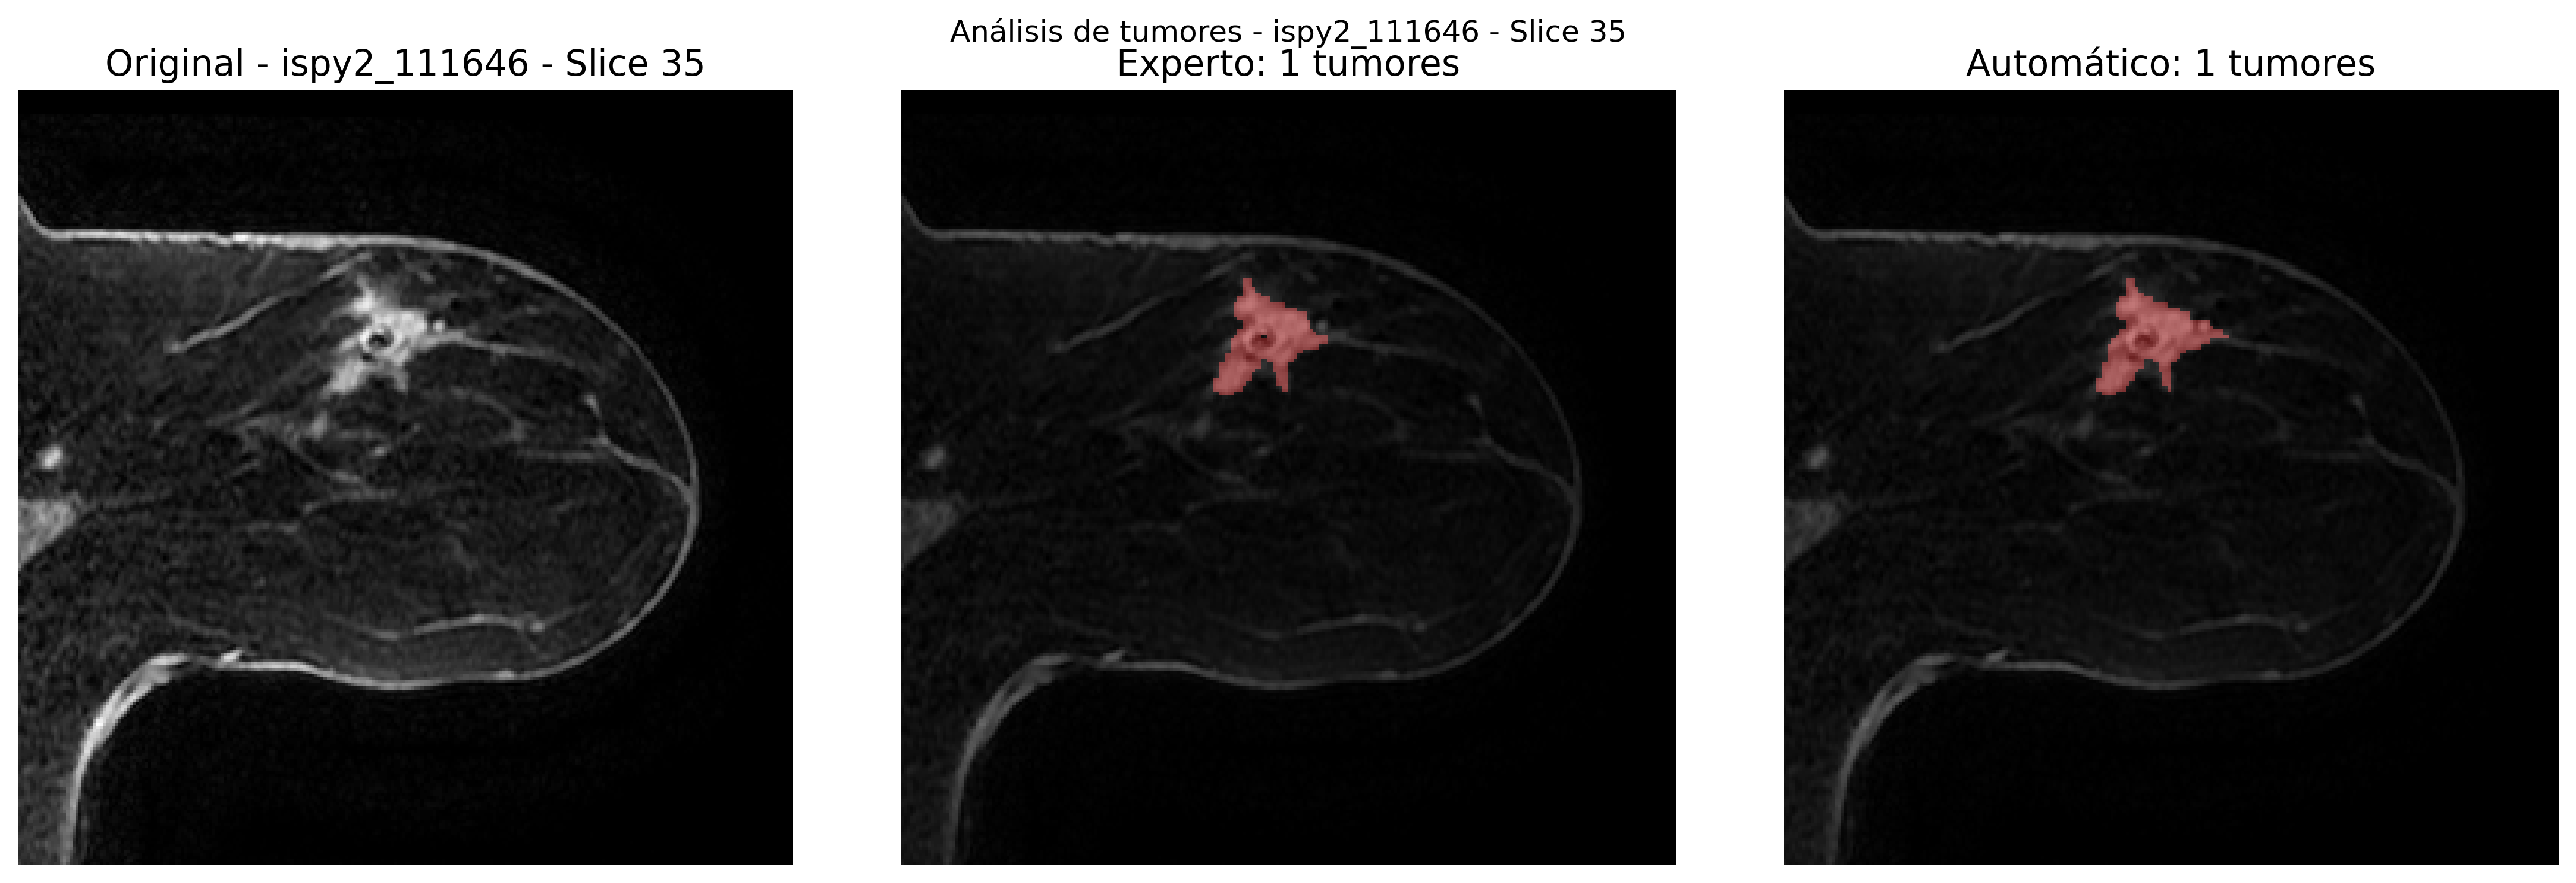 Análisis de tumores - ispy2_111646 - Slice 35
Original - ispy2_111646 - Slice 35
Experto: 1 tumores
Automático: 1 tumores